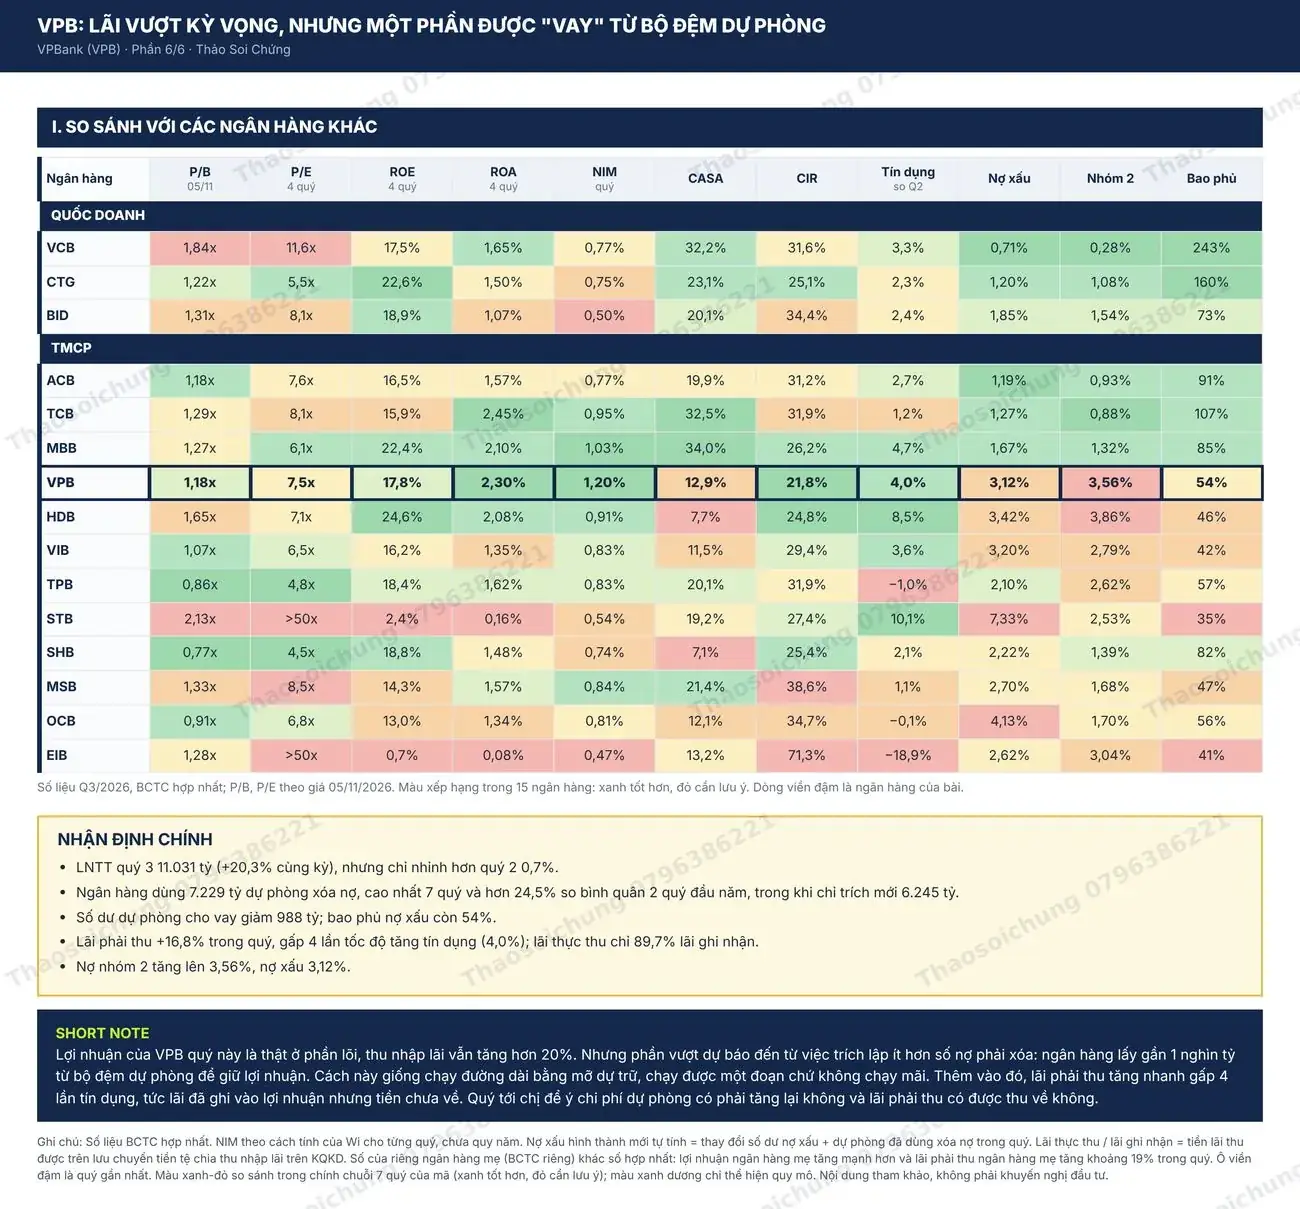 VPB: LÃI VƯỢT KỲ VỌNG, NHƯNG MỘT PHẦN ĐƯỢC "VAY" TỪ BỘ ĐỆM DỰ PHÒNG
VPBank (VPB) · Phần 6/6 · Thảo Soi Chứng
I. SO SÁNH VỚI CÁC NGÂN HÀNG KHÁC
Ngân hàng P/B 05/11 P/E 4 quý ROE 4 quý ROA 4 quý NIM quý CASA CIR Tín dụng so Q2 Nợ xấu Nhóm 2 Bao phủ
QUỐC DOANH
VCB 1,84x 11,6x 17,5% 1,65% 0,77% 32,2% 31,6% 3,3% 0,71% 0,28% 243%
CTG 1,22x 5,5x 22,6% 1,50% 0,75% 23,1% 25,1% 2,3% 1,20% 1,08% 160%
BID 1,31x 8,1x 18,9% 1,07% 0,50% 20,1% 34,4% 2,4% 1,85% 1,54% 73%
TMCP
ACB 1,18x 7,6x 16,5% 1,57% 0,77% 19,9% 31,2% 2,7% 1,19% 0,93% 91%
TCB 1,29x 8,1x 15,9% 2,45% 0,95% 32,5% 31,9% 1,2% 1,27% 0,88% 107%
MBB 1,27x 6,1x 22,4% 2,10% 1,03% 34,0% 26,2% 4,7% 1,67% 1,32% 85%
VPB 1,18x 7,5x 17,8% 2,30% 1,20% 12,9% 21,8% 4,0% 3,12% 3,56% 54%
HDB 1,65x 7,1x 24,6% 2,08% 0,91% 7,7% 24,8% 8,5% 3,42% 3,86% 46%
VIB 1,07x 6,5x 16,2% 1,35% 0,83% 11,5% 29,4% 3,6% 3,20% 2,79% 42%
TPB 0,86x 4,8x 18,4% 1,62% 0,83% 20,1% 31,9% −1,0% 2,10% 2,62% 57%
STB 2,13x >50x 2,4% 0,16% 0,54% 19,2% 27,4% 10,1% 7,33% 2,53% 35%
SHB 0,77x 4,5x 18,8% 1,48% 0,74% 7,1% 25,4% 2,1% 2,22% 1,39% 82%
MSB 1,33x 8,5x 14,3% 1,57% 0,84% 21,4% 38,6% 1,1% 2,70% 1,68% 47%
OCB 0,91x 6,8x 13,0% 1,34% 0,81% 12,1% 34,7% −0,1% 4,13% 1,70% 56%
EIB 1,28x >50x 0,7% 0,08% 0,47% 13,2% 71,3% −18,9% 2,62% 3,04% 41%
Số liệu Q3/2026, BCTC hợp nhất; P/B, P/E theo giá 05/11/2026. Màu xếp hạng trong 15 ngân hàng: xanh tốt hơn, đỏ cần lưu ý. Dòng viền đậm là ngân hàng của bài.
NHẬN ĐỊNH CHÍNH
• LNTT quý 3 11.031 tỷ (+20,3% cùng kỳ), nhưng chỉ nhỉnh hơn quý 2 0,7%.
• Ngân hàng dùng 7.229 tỷ dự phòng xóa nợ, cao nhất 7 quý và hơn 24,5% so bình quân 2 quý đầu năm, trong khi chỉ trích mới 6.245 tỷ.
• Số dư dự phòng cho vay giảm 988 tỷ; bao phủ nợ xấu còn 54%.
• Lãi phải thu +16,8% trong quý, gấp 4 lần tốc độ tăng tín dụng (4,0%); lãi thực thu chỉ 89,7% lãi ghi nhận.
• Nợ nhóm 2 tăng lên 3,56%, nợ xấu 3,12%.
SHORT NOTE
Lợi nhuận của VPB quý này là thật ở phần lõi, thu nhập lãi vẫn tăng hơn 20%. Nhưng phần vượt dự báo đến từ việc trích lập ít hơn số nợ phải xóa: ngân hàng lấy gần 1 nghìn tỷ
từ bộ đệm dự phòng để giữ lợi nhuận. Cách này giống chạy đường dài bằng mỡ dự trữ, chạy được một đoạn chứ không chạy mãi. Thêm vào đó, lãi phải thu tăng nhanh gấp 4
lần tín dụng, tức lãi đã ghi vào lợi nhuận nhưng tiền chưa về. Quý tới chị để ý chi phí dự phòng có phải tăng lại không và lãi phải thu có được thu về không.
Ghi chú: Số liệu BCTC hợp nhất. NIM theo cách tính của Wi cho từng quý, chưa quy năm. Nợ xấu hình thành mới tự tính = thay đổi số dư nợ xấu + dự phòng đã dùng xóa nợ trong quý. Lãi thực thu / lãi ghi nhận = tiền lãi thu
được trên lưu chuyển tiền tệ chia thu nhập lãi trên KQKD. Số của riêng ngân hàng mẹ (BCTC riêng) khác số hợp nhất: lợi nhuận ngân hàng mẹ tăng mạnh hơn và lãi phải thu ngân hàng mẹ tăng khoảng 19% trong quý. Ô viền
đậm là quý gần nhất. Màu xanh-đỏ so sánh trong chính chuỗi 7 quý của mã (xanh tốt hơn, đỏ cần lưu ý); màu xanh dương chỉ thể hiện quy mô. Nội dung tham khảo, không phải khuyến nghị đầu tư.
Thaosoichung 0796386221